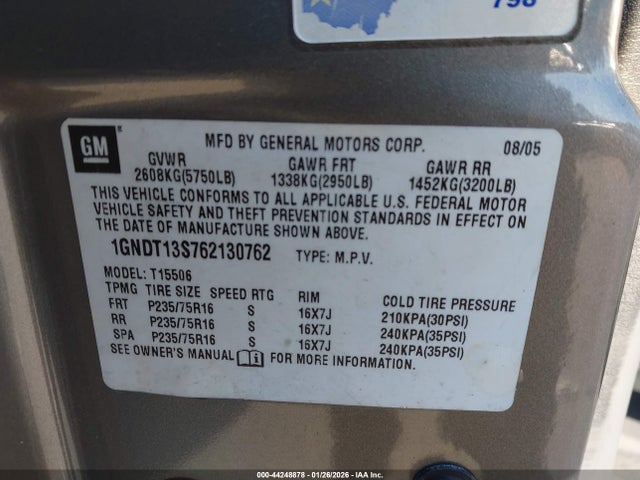 798
GM
MFD BY GENERAL MOTORS CORP. 08/05
GVWR GAWR FRT GAWR RR
2608KG(5750LB) 1338KG(2950LB) 1452KG(3200LB)
THIS VEHICLE CONFORMS TO ALL APPLICABLE U.S. FEDERAL MOTOR
VEHICLE SAFETY AND THEFT PREVENTION STANDARDS IN EFFECT ON
THE DATE OF MANUFACTURE SHOWN ABOVE.
1GNDT13S762130762 TYPE: M.P.V.
MODEL: T15506
TPMG TIRE SIZE SPEED RTG RIM COLD TIRE PRESSURE
FRT P235/75R16 S 16X7J 210KPA(30PSI)
RR P235/75R16 S 16X7J 240KPA(35PSI)
SPA P235/75R16 S 16X7J 240KPA(35PSI)
SEE OWNER'S MANUAL i FOR MORE INFORMATION.
000-44248878 | 01/26/2026 | IAA Inc.